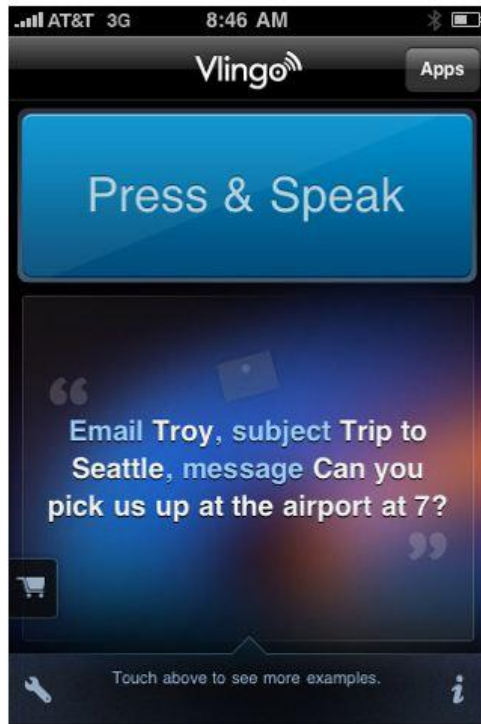 AT&T 3G 8:46 AM
Vlingo
Apps
Press & Speak
“
Email Troy, subject Trip to
Seattle, message Can you
pick us up at the airport at 7?
”
Touch above to see more examples.
i